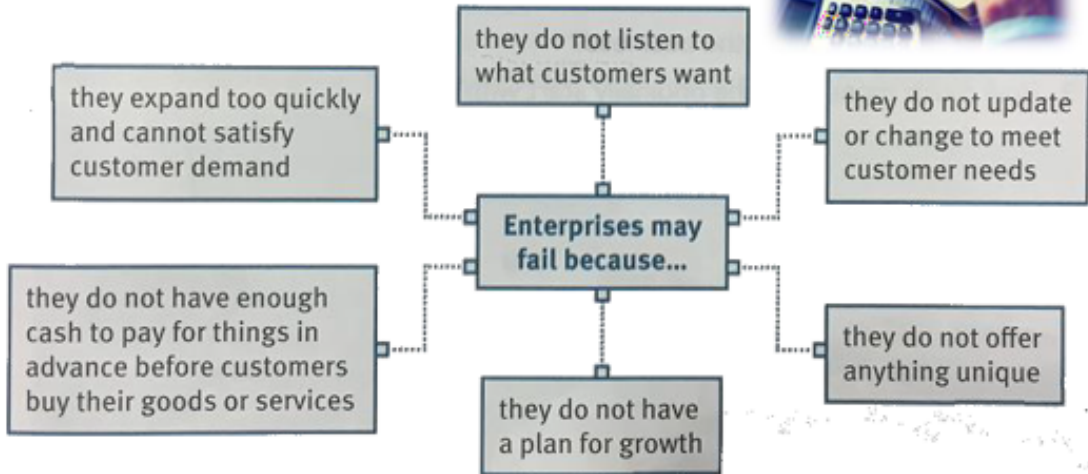 they do not listen to
what customers want
they expand too quickly
and cannot satisfy
customer demand
they do not update
or change to meet
customer needs
Enterprises may
fail because...
they do not have enough
cash to pay for things in
advance before customers
buy their goods or services
they do not offer
anything unique
they do not have
a plan for growth